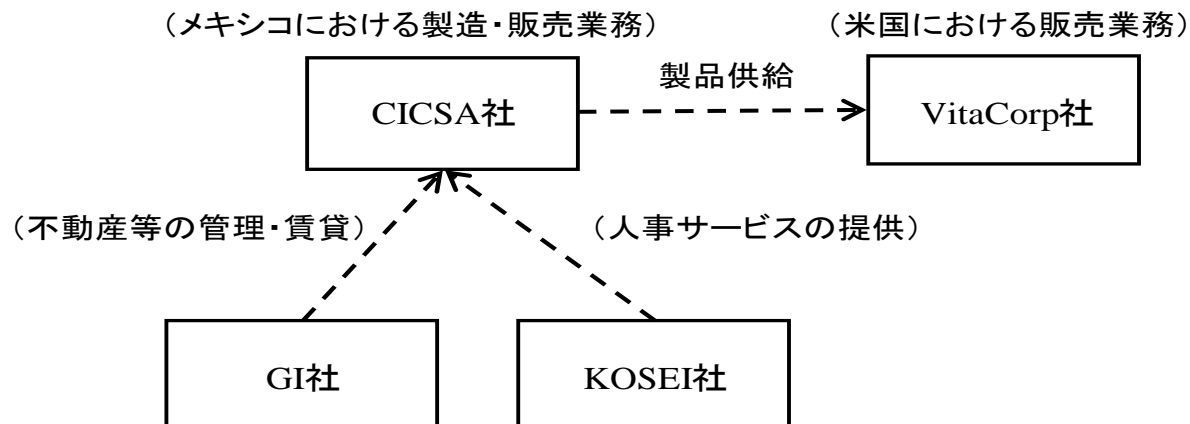 （メキシコにおける製造・販売業務）
（米国における販売業務）
製品供給
CICSA社
VitaCorp社
（不動産等の管理・賃貸）
（人事サービスの提供）
GI社
KOSEI社